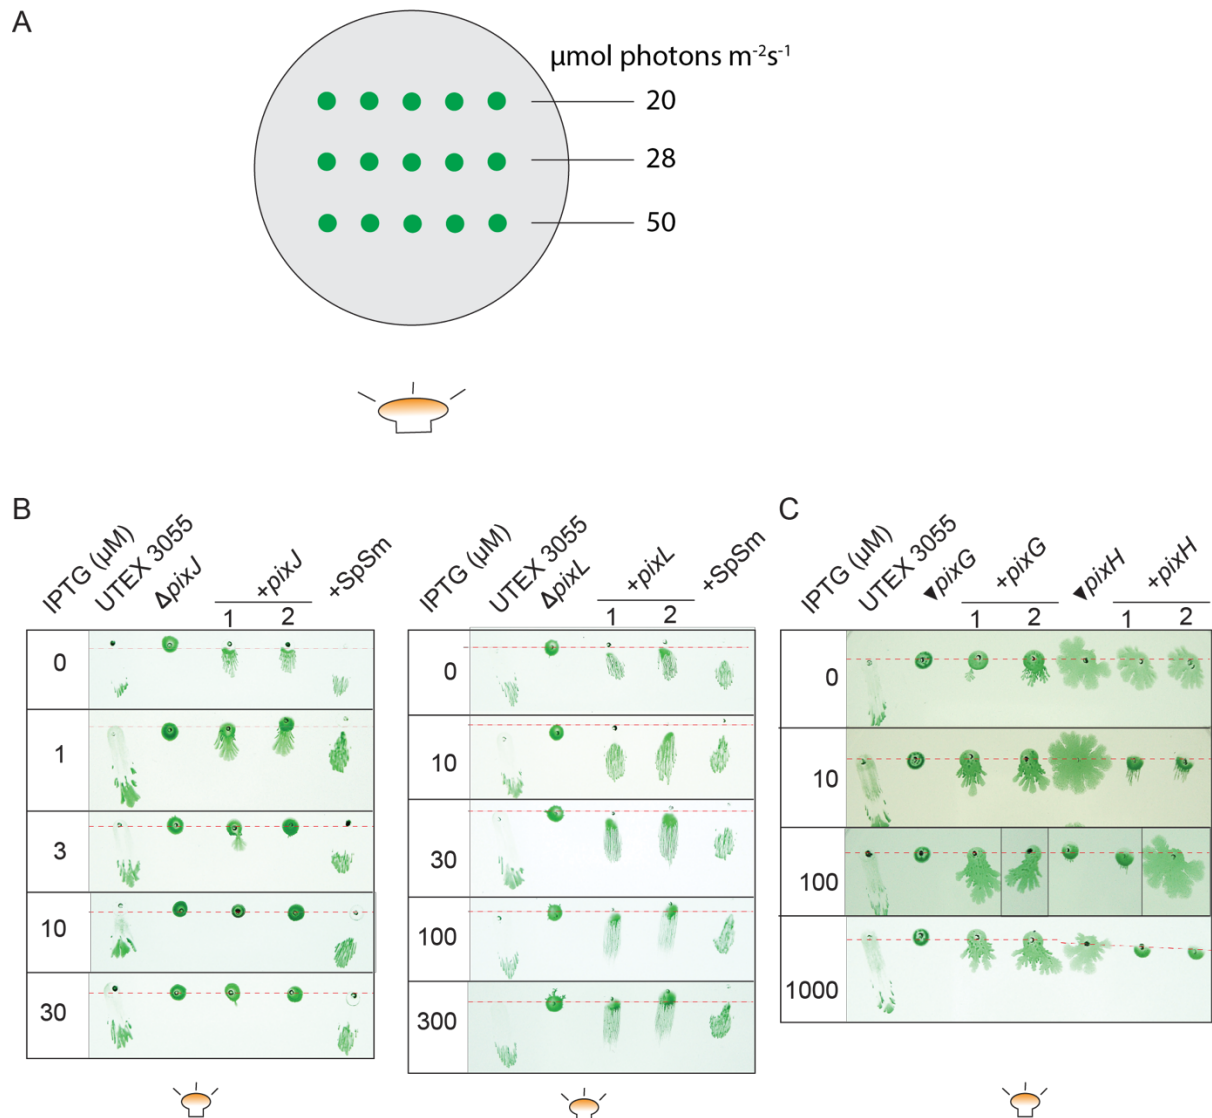 A
µmol photons m⁻²s⁻¹
20
28
50
B
IPTG (µM)
UTEX 3055
ΔpixJ
+pixJ
1 2
+SpSm
0
1
3
10
30
IPTG (µM)
UTEX 3055
ΔpixL
+pixL
1 2
+SpSm
0
10
30
100
300
C
IPTG (µM)
UTEX 3055
▼pixG
+pixG
1 2
▼pixH
+pixH
1 2
0
10
100
1000